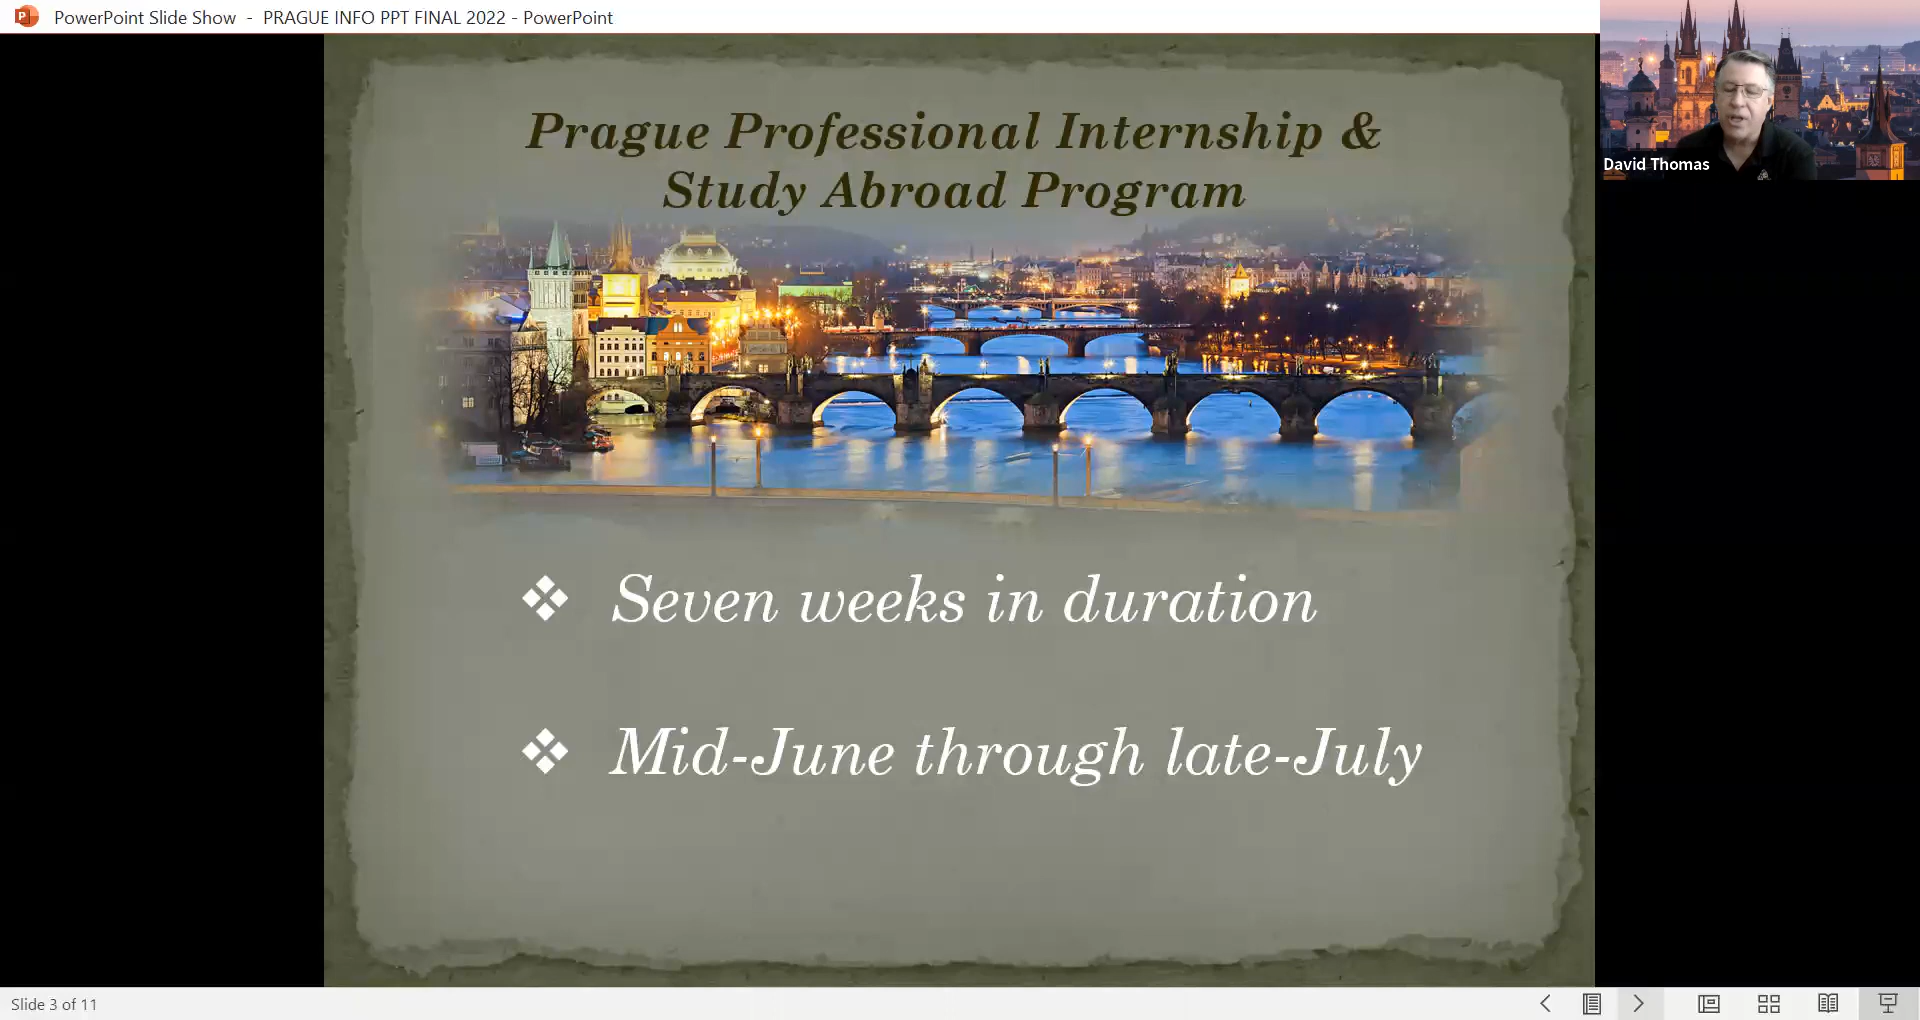 PowerPoint Slide Show - PRAGUE INFO PPT FINAL 2022 - PowerPoint
David Thomas
Prague Professional Internship &
Study Abroad Program
❖ Seven weeks in duration
❖ Mid-June through late-July
Slide 3 of 11